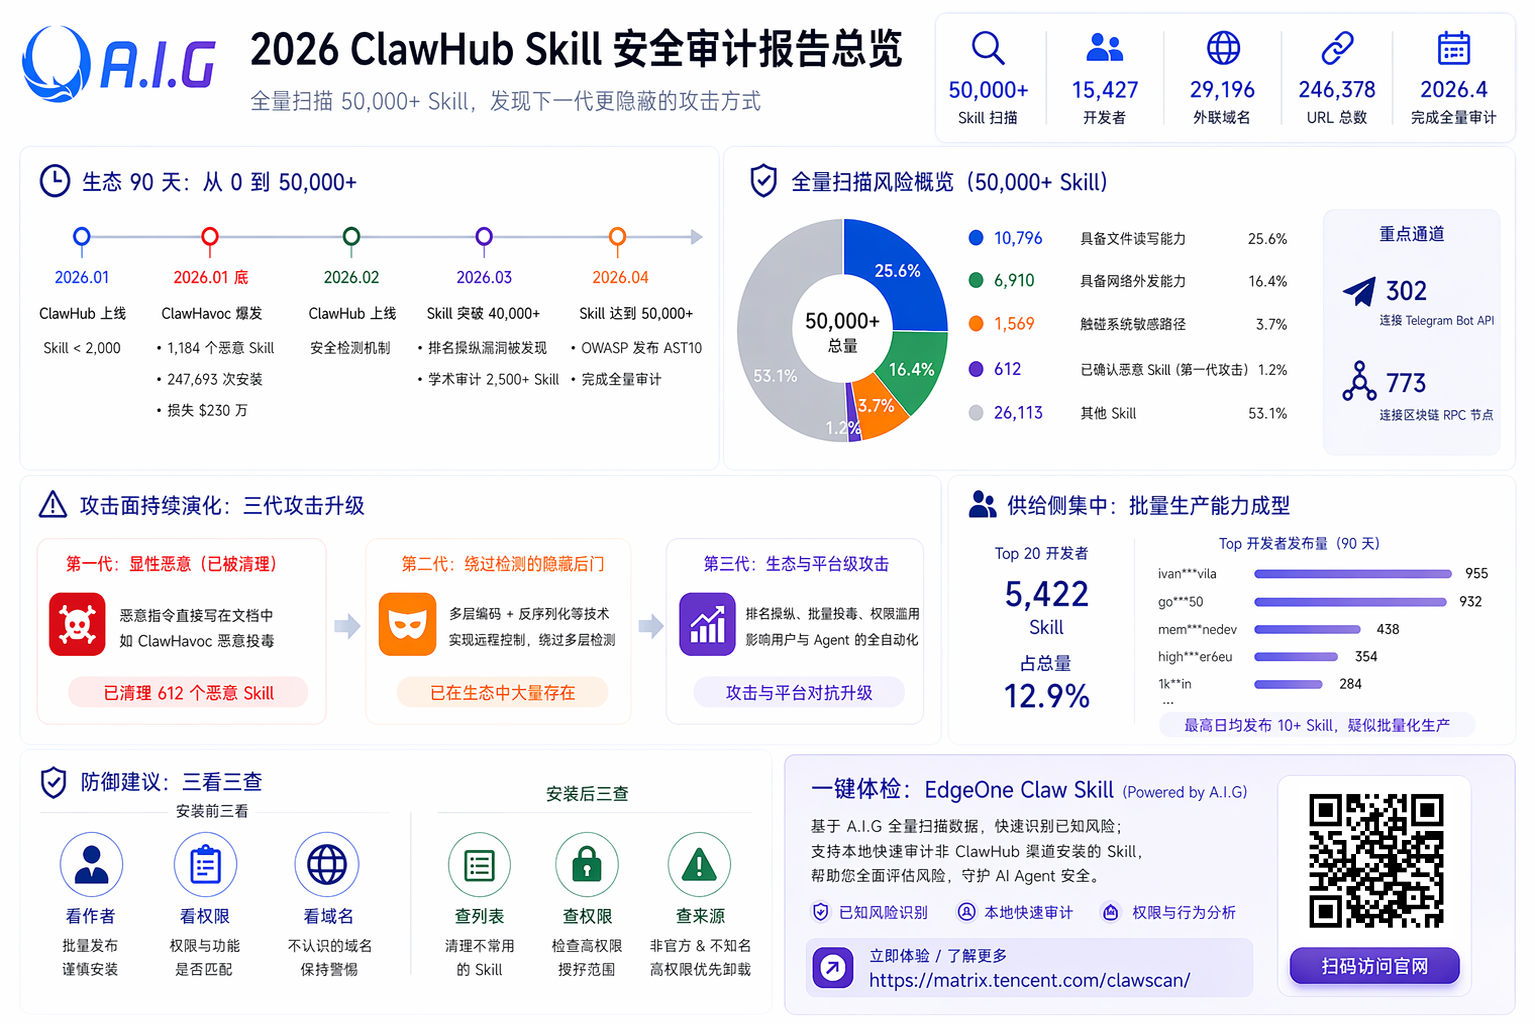 A.I.G
2026 ClawHub Skill 安全审计报告总览
全量扫描 50,000+ Skill，发现下一代更隐蔽的攻击方式
50,000+
Skill 扫描
15,427
开发者
29,196
外联域名
246,378
URL 总数
2026.4
完成全量审计
生态 90 天：从 0 到 50,000+
2026.01
ClawHub 上线
Skill < 2,000
2026.01 底
ClawHavoc 爆发
• 1,184 个恶意 Skill
• 247,693 次安装
• 损失 $230 万
2026.02
ClawHub 上线
安全检测机制
2026.03
Skill 突破 40,000+
• 排名操纵漏洞被发现
• 学术审计 2,500+ Skill
2026.04
Skill 达到 50,000+
• OWASP 发布 AST10
• 完成全量审计
全量扫描风险概览（50,000+ Skill）
25.6%
16.4%
3.7%
1.2%
53.1%
50,000+
总量
10,796 具备文件读写能力 25.6%
6,910 具备网络外发能力 16.4%
1,569 触碰系统敏感路径 3.7%
612 已确认恶意 Skill (第一代攻击) 1.2%
26,113 其他 Skill 53.1%
重点通道
302
连接 Telegram Bot API
773
连接区块链 RPC 节点
攻击面持续演化：三代攻击升级
第一代：显性恶意（已被清理）
恶意指令直接写在文档中
如 ClawHavoc 恶意投毒
已清理 612 个恶意 Skill
第二代：绕过检测的隐藏后门
多层编码 + 反序列化等技术
实现远程控制，绕过多层检测
已在生态中大量存在
第三代：生态与平台级攻击
排名操纵、批量投毒、权限滥用
影响用户与 Agent 的全自动化
攻击与平台对抗升级
供给侧集中：批量生产能力成型
Top 20 开发者
5,422
Skill
占总量
12.9%
Top 开发者发布量（90 天）
ivan***vila 955
go***50 932
mem***nedev 438
high***er6eu 354
1k**in 284
...
最高日均发布 10+ Skill，疑似批量化生产
防御建议：三看三查
安装前三看
看作者
批量发布
谨慎安装
看权限
权限与功能
是否匹配
看域名
不认识的域名
保持警惕
安装后三查
查列表
清理不常用
的 Skill
查权限
检查高权限
范围
查来源
非官方 & 不知名
高权限优先卸载
一键体检：EdgeOne Claw Skill (Powered by A.I.G)
基于 A.I.G 全量扫描数据，快速识别已知风险；
支持本地快速审计非 ClawHub 渠道安装的 Skill，
帮助您全面评估风险，守护 AI Agent 安全。
已知风险识别
本地快速审计
权限与行为分析
立即体验 / 了解更多
https://matrix.tencent.com/clawscan/
扫码访问官网